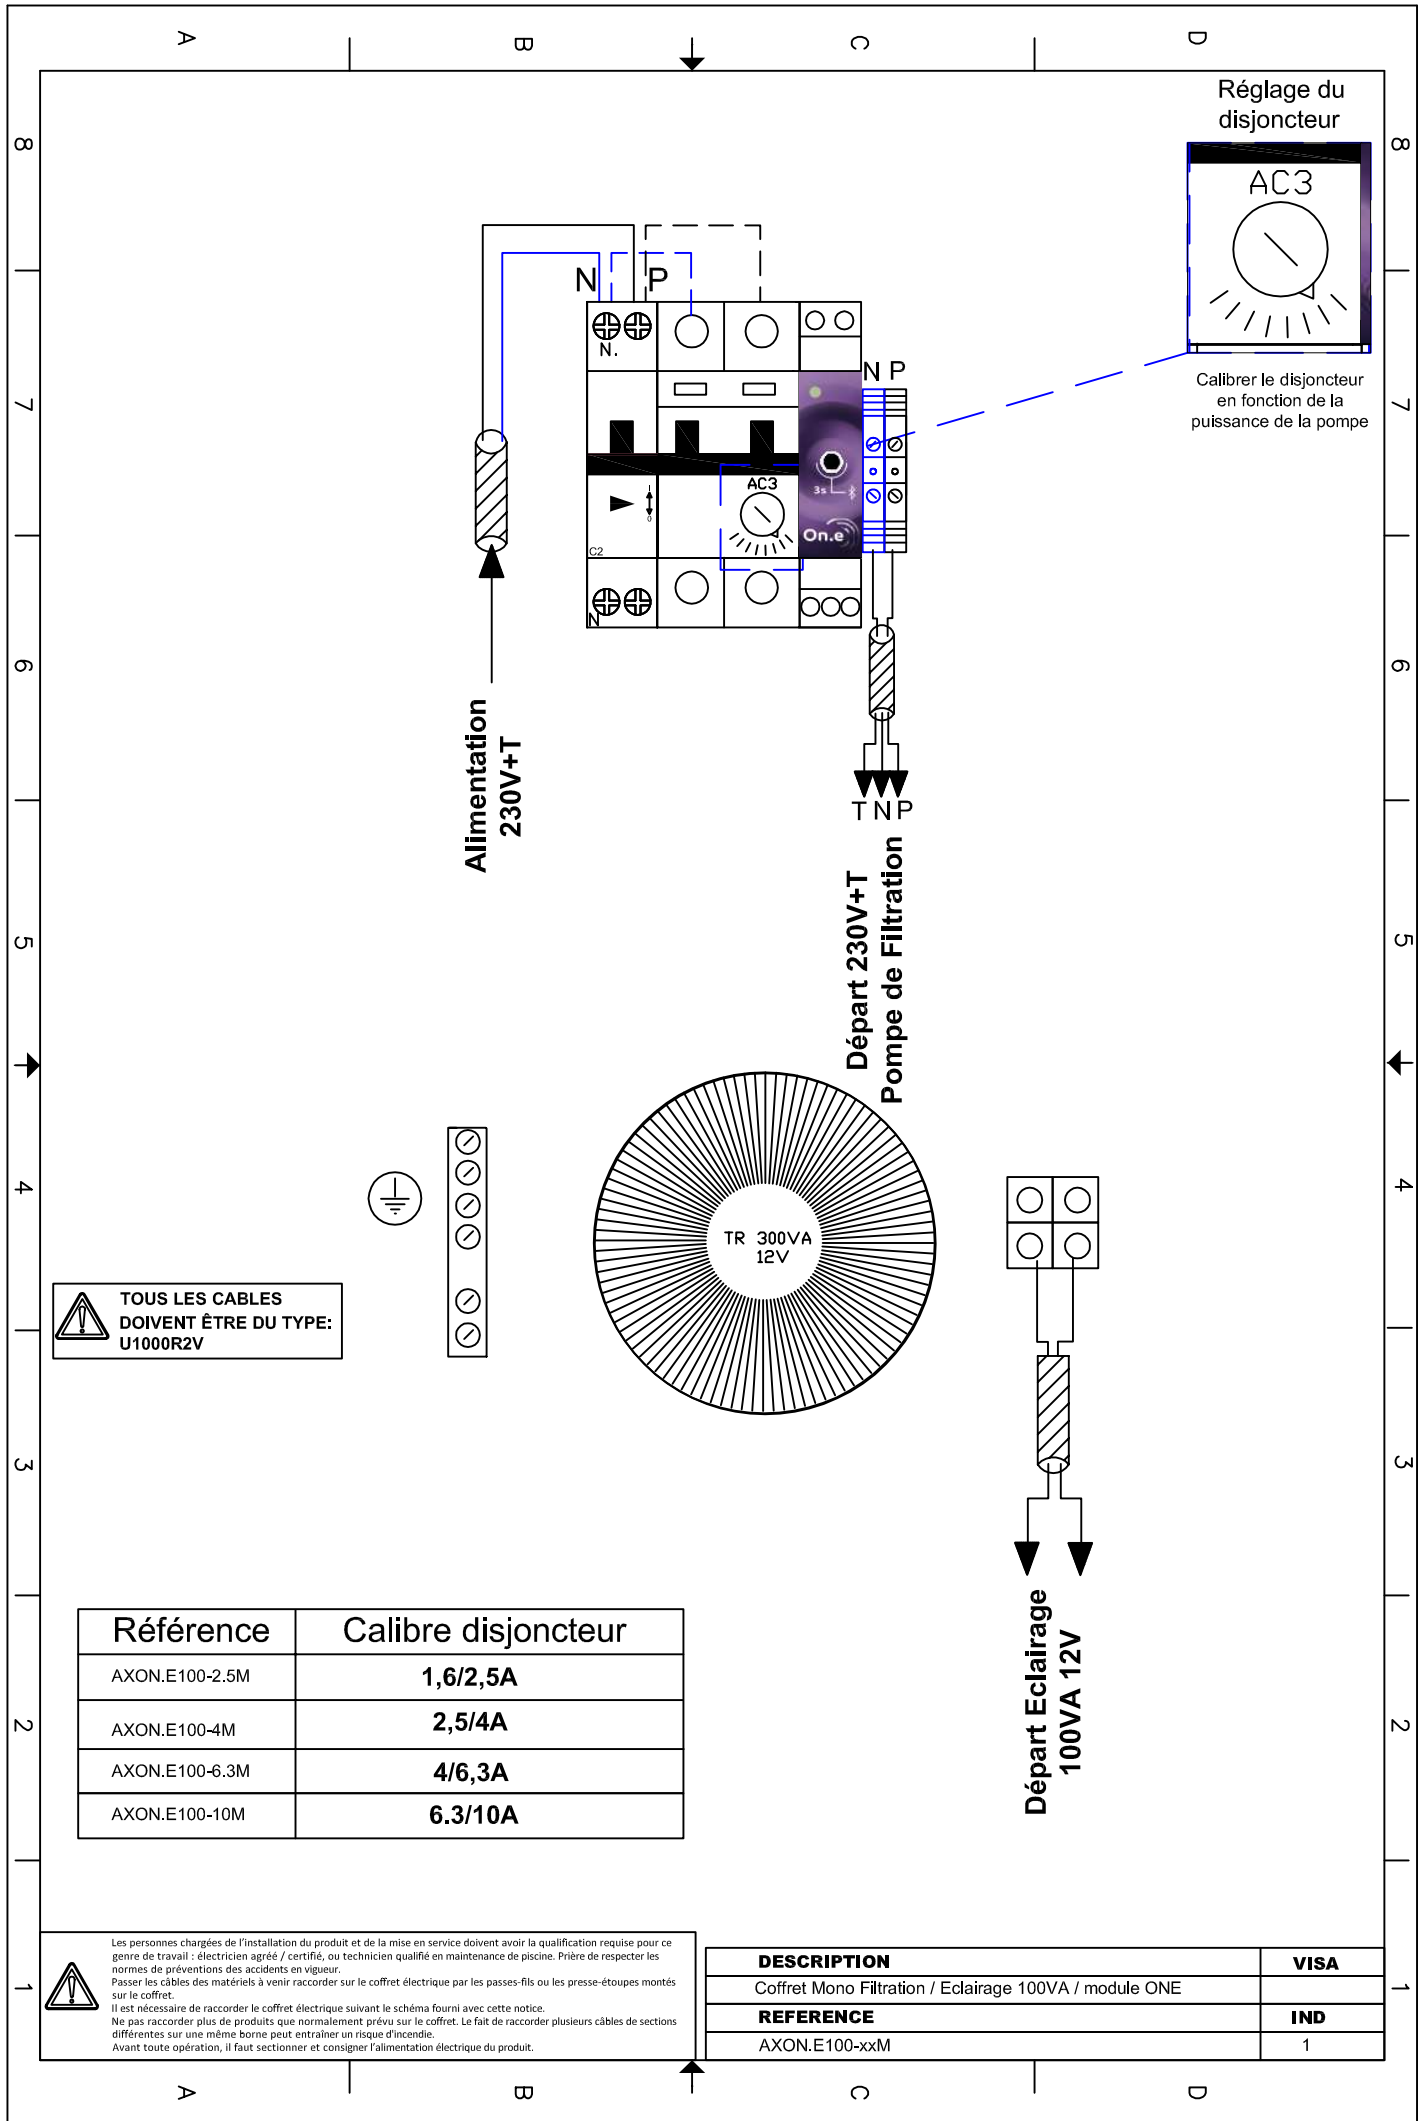 A
B
C
D
8
8
7
7
6
6
5
5
4
4
3
3
2
2
1
1
A
B
C
D
Réglage du
disjoncteur
AC3
Calibrer le disjoncteur
en fonction de la
puissance de la pompe
N
P
N.
N P
AC3
3s
On.e
I
0
C2
N
Alimentation
230V+T
T N P
Départ 230V+T
Pompe de Filtration
TR 300VA
12V
TOUS LES CABLES
DOIVENT ÊTRE DU TYPE:
U1000R2V
Départ Eclairage
100VA 12V
Référence Calibre disjoncteur
AXON.E100-2.5M 1,6/2,5A
AXON.E100-4M 2,5/4A
AXON.E100-6.3M 4/6,3A
AXON.E100-10M 6.3/10A
Les personnes chargées de l'installation du produit et de la mise en service doivent avoir la qualification requise pour ce
genre de travail : électricien agréé / certifié, ou technicien qualifié en maintenance de piscine. Prière de respecter les
normes de préventions des accidents en vigueur.
Passer les câbles des matériels à venir raccorder sur le coffret électrique par les passes-fils ou les presse-étoupes montés
sur le coffret.
Il est nécessaire de raccorder le coffret électrique suivant le schéma fourni avec cette notice.
Ne pas raccorder plus de produits que normalement prévu sur le coffret. Le fait de raccorder plusieurs câbles de sections
différentes sur une même borne peut entraîner un risque d'incendie.
Avant toute opération, il faut sectionner et consigner l'alimentation électrique du produit.
DESCRIPTION VISA
Coffret Mono Filtration / Eclairage 100VA / module ONE
REFERENCE IND
AXON.E100-xxM 1